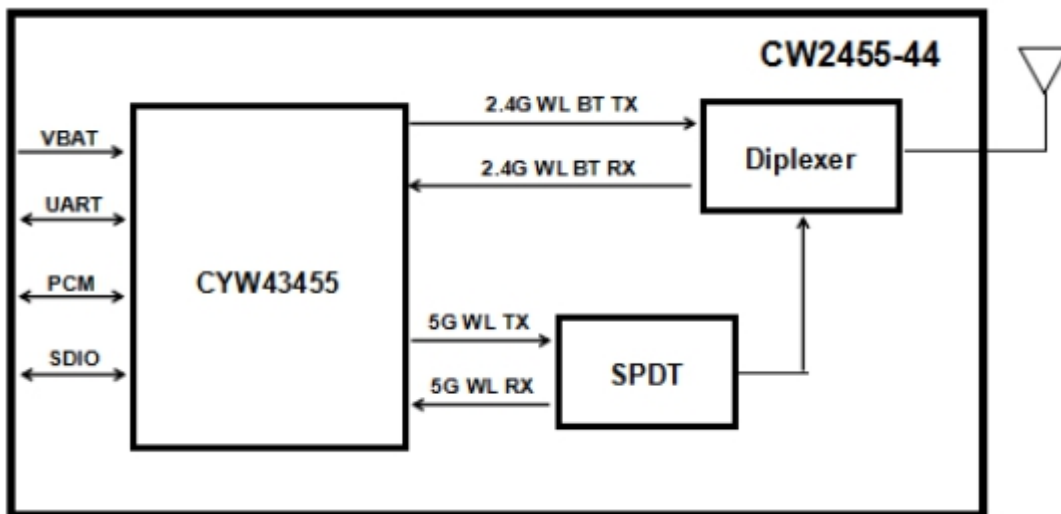 CW2455-44
2.4G WL BT TX
VBAT
Diplexer
2.4G WL BT RX
UART
CYW43455
PCM
5G WL TX
SDIO
SPDT
5G WL RX